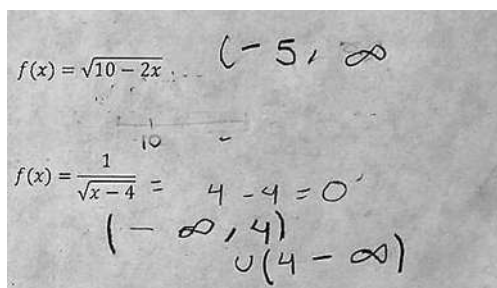 f(x) = √(10 − 2x) (- 5, ∞
10 -
f(x) = 1/√(x − 4) = 4 - 4 = 0
(- ∞, 4)
∪(4 - ∞)